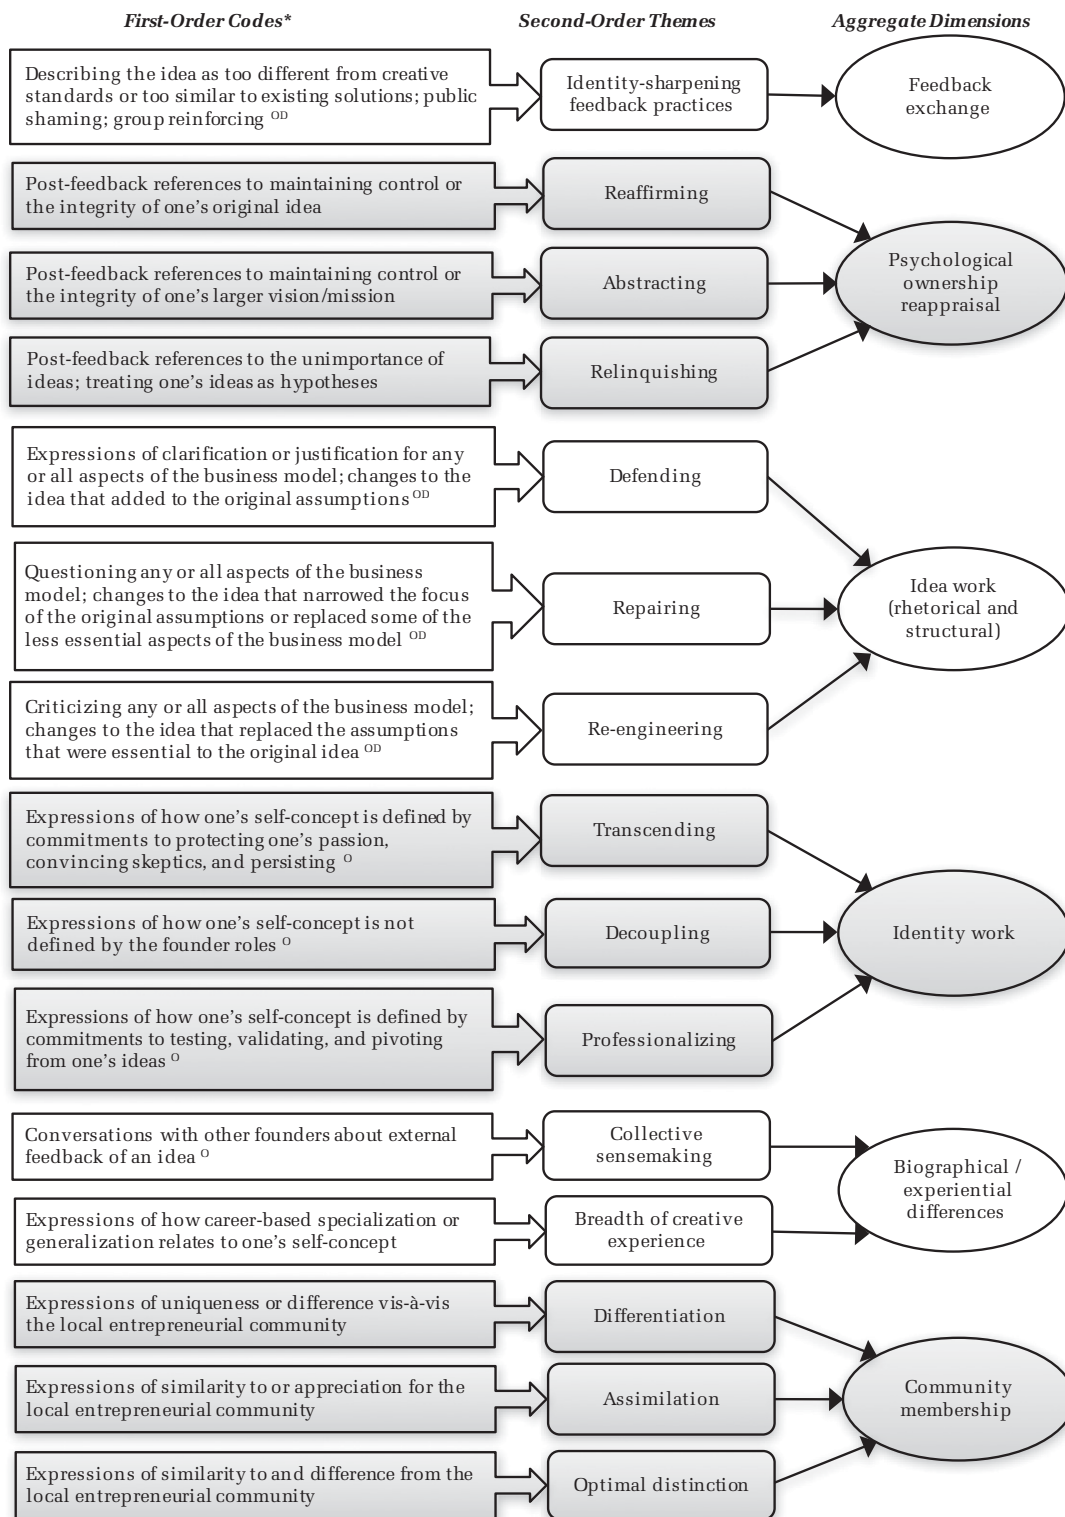 First-Order Codes*
Second-Order Themes
Aggregate Dimensions
Describing the idea as too different from creative
standards or too similar to existing solutions; public
shaming; group reinforcing OD
Identity-sharpening
feedback practices
Feedback
exchange
Post-feedback references to maintaining control or
the integrity of one's original idea
Reaffirming
Post-feedback references to maintaining control or
the integrity of one's larger vision/mission
Abstracting
Psychological
ownership
reappraisal
Post-feedback references to the unimportance of
ideas; treating one's ideas as hypotheses
Relinquishing
Expressions of clarification or justification for any
or all aspects of the business model; changes to the
idea that added to the original assumptions OD
Defending
Questioning any or all aspects of the business
model; changes to the idea that narrowed the focus
of the original assumptions or replaced some of the
less essential aspects of the business model OD
Repairing
Idea work
(rhetorical and
structural)
Criticizing any or all aspects of the business model;
changes to the idea that replaced the assumptions
that were essential to the original idea OD
Re-engineering
Expressions of how one's self-concept is defined by
commitments to protecting one's passion,
convincing skeptics, and persisting O
Transcending
Expressions of how one's self-concept is not
defined by the founder roles O
Decoupling
Identity work
Expressions of how one's self-concept is defined by
commitments to testing, validating, and pivoting
from one's ideas O
Professionalizing
Conversations with other founders about external
feedback of an idea O
Collective
sensemaking
Biographical /
experiential
differences
Expressions of how career-based specialization or
generalization relates to one's self-concept
Breadth of creative
experience
Expressions of uniqueness or difference vis-à-vis
the local entrepreneurial community
Differentiation
Expressions of similarity to or appreciation for the
local entrepreneurial community
Assimilation
Community
membership
Expressions of similarity to and difference from the
local entrepreneurial community
Optimal distinction